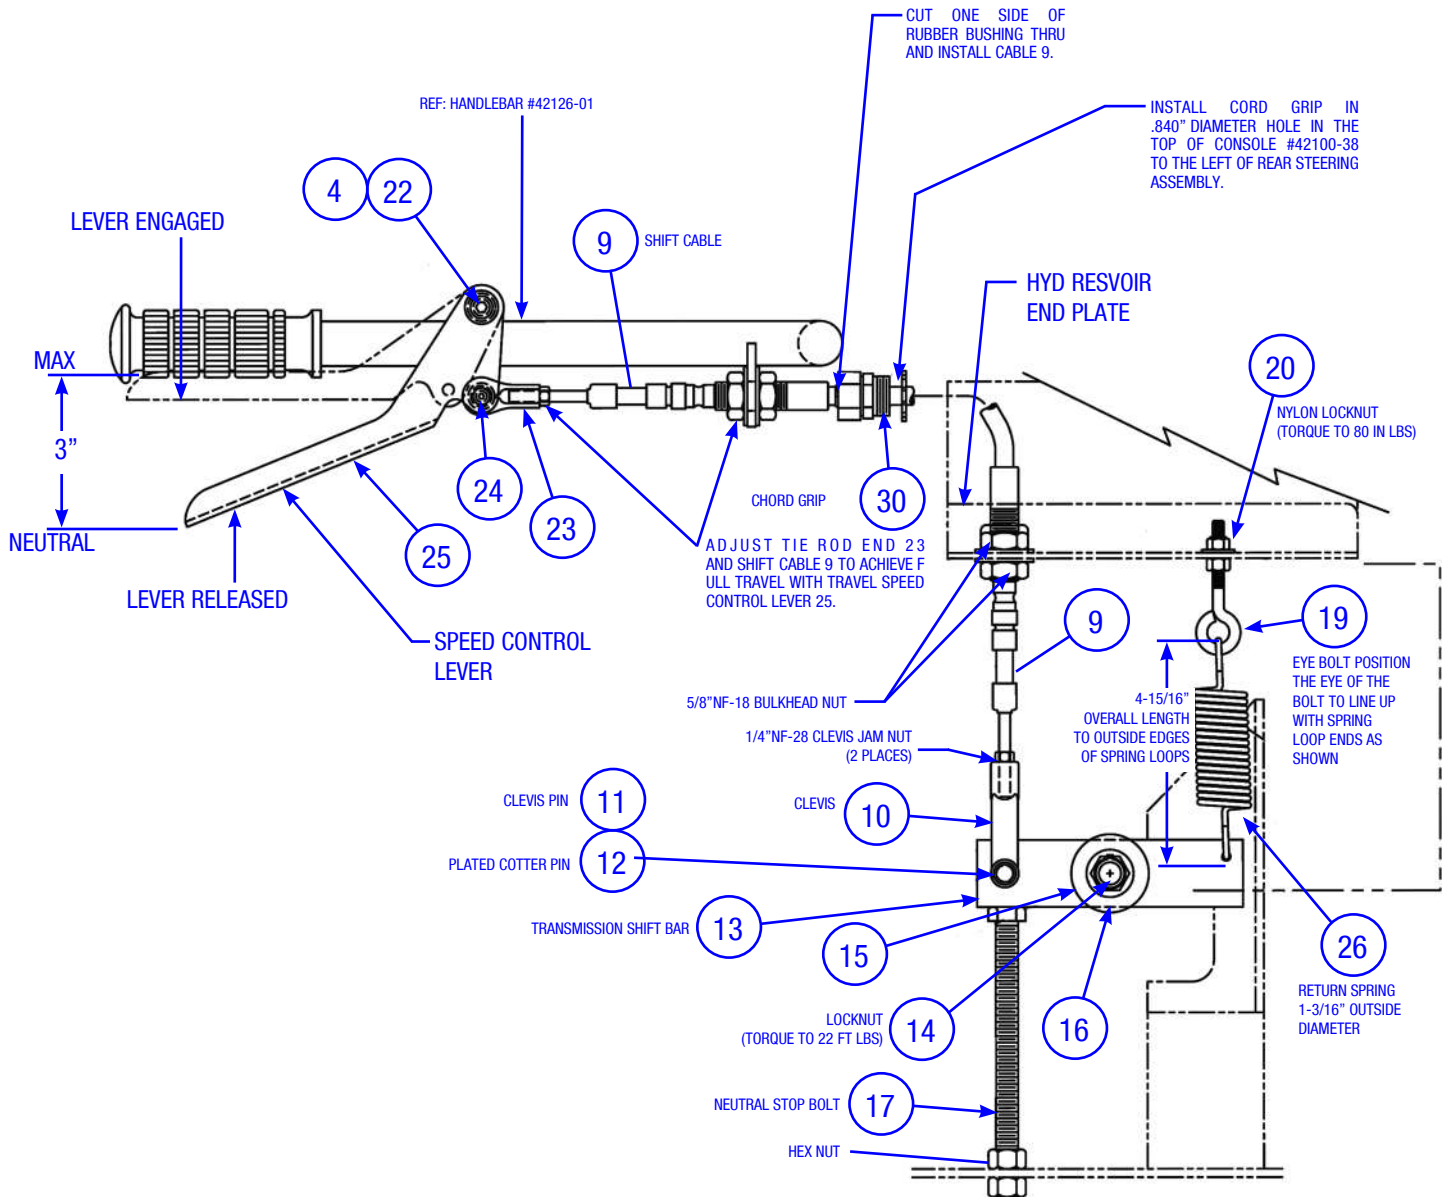 CUT ONE SIDE OF
RUBBER BUSHING THRU
AND INSTALL CABLE 9.
REF: HANDLEBAR #42126-01
INSTALL CORD GRIP IN
.840" DIAMETER HOLE IN THE
TOP OF CONSOLE #42100-38
TO THE LEFT OF REAR STEERING
ASSEMBLY.
4
22
LEVER ENGAGED
9
SHIFT CABLE
HYD RESVOIR
END PLATE
MAX
3"
NEUTRAL
20
NYLON LOCKNUT
(TORQUE TO 80 IN LBS)
24
23
25
CHORD GRIP
30
ADJUST TIE ROD END 23
AND SHIFT CABLE 9 TO ACHIEVE F
ULL TRAVEL WITH TRAVEL SPEED
CONTROL LEVER 25.
LEVER RELEASED
SPEED CONTROL
LEVER
9
19
EYE BOLT POSITION
THE EYE OF THE
BOLT TO LINE UP
WITH SPRING
LOOP ENDS AS
SHOWN
5/8"NF-18 BULKHEAD NUT
4-15/16"
OVERALL LENGTH
TO OUTSIDE EDGES
OF SPRING LOOPS
1/4"NF-28 CLEVIS JAM NUT
(2 PLACES)
CLEVIS PIN
11
CLEVIS
10
PLATED COTTER PIN
12
TRANSMISSION SHIFT BAR
13
15
26
RETURN SPRING
1-3/16" OUTSIDE
DIAMETER
LOCKNUT
(TORQUE TO 22 FT LBS)
14
16
NEUTRAL STOP BOLT
17
HEX NUT